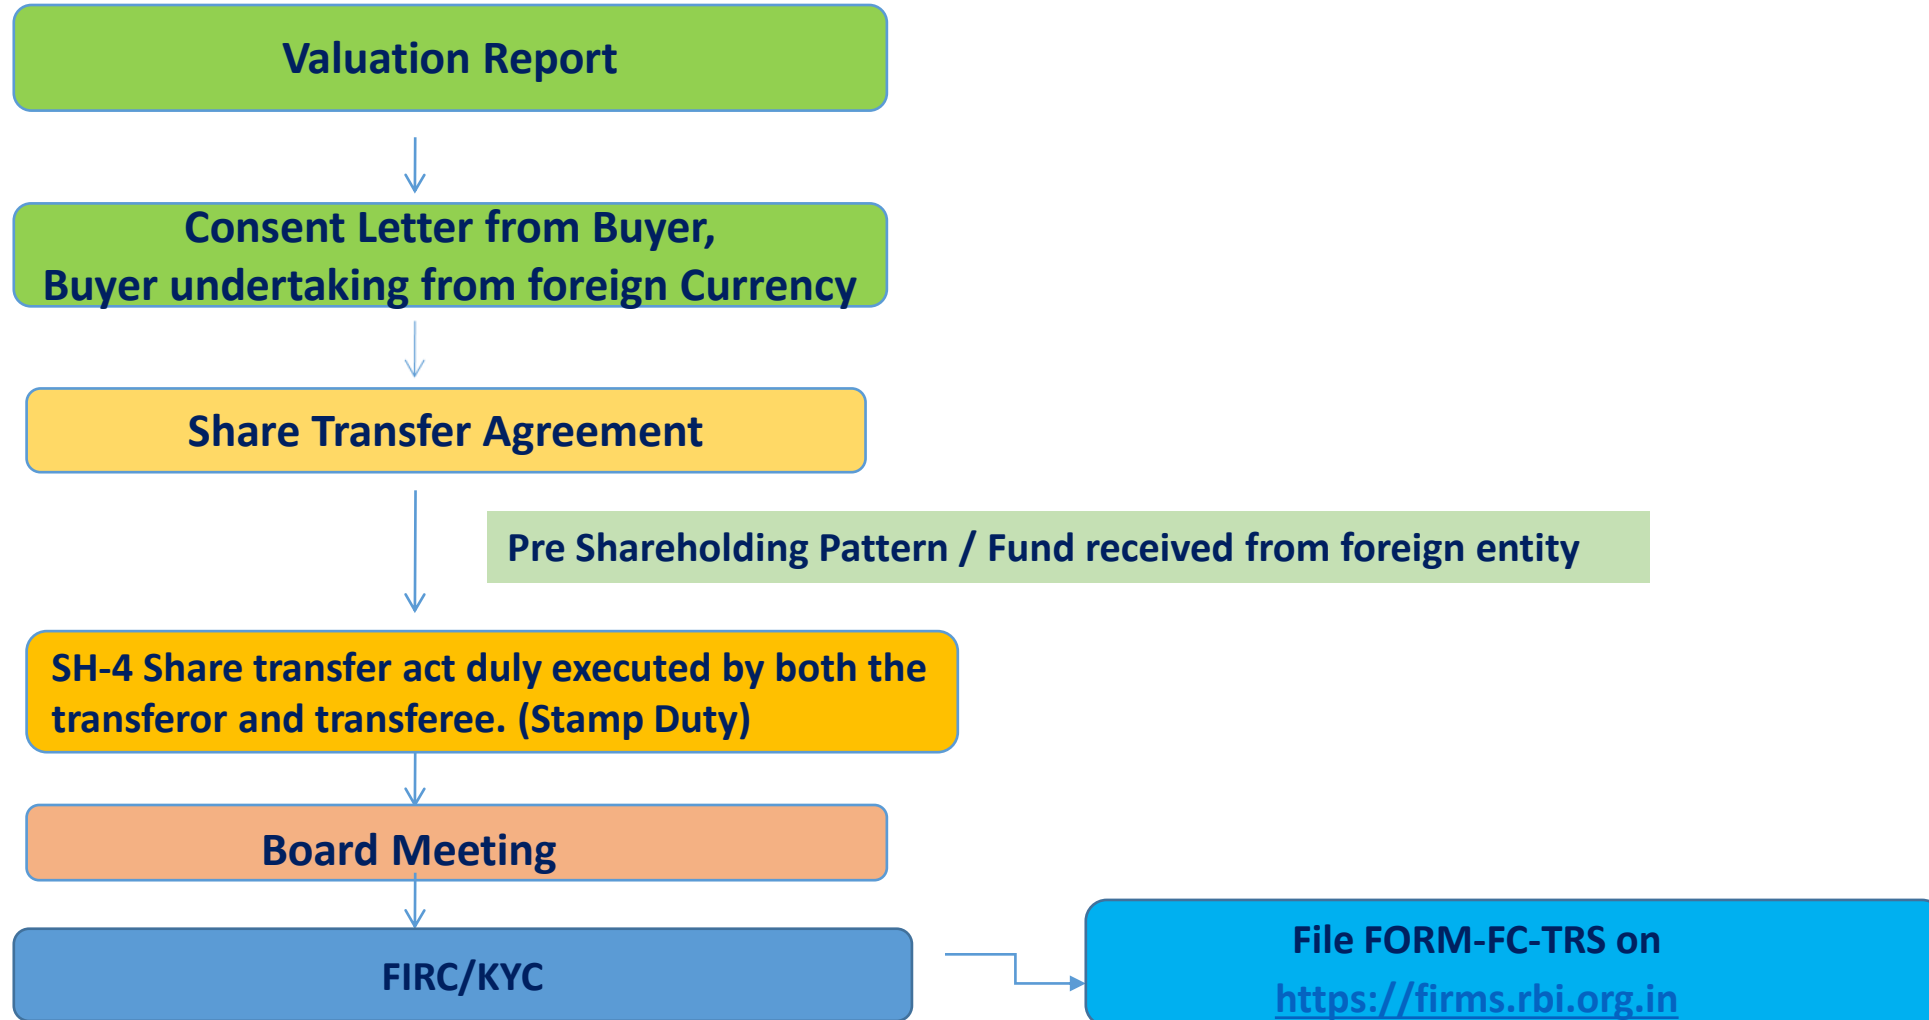 Valuation Report
Consent Letter from Buyer,
Buyer undertaking from foreign Currency
Share Transfer Agreement
Pre Shareholding Pattern / Fund received from foreign entity
SH-4 Share transfer act duly executed by both the
transferor and transferee. (Stamp Duty)
Board Meeting
FIRC/KYC
File FORM-FC-TRS on
https://firms.rbi.org.in